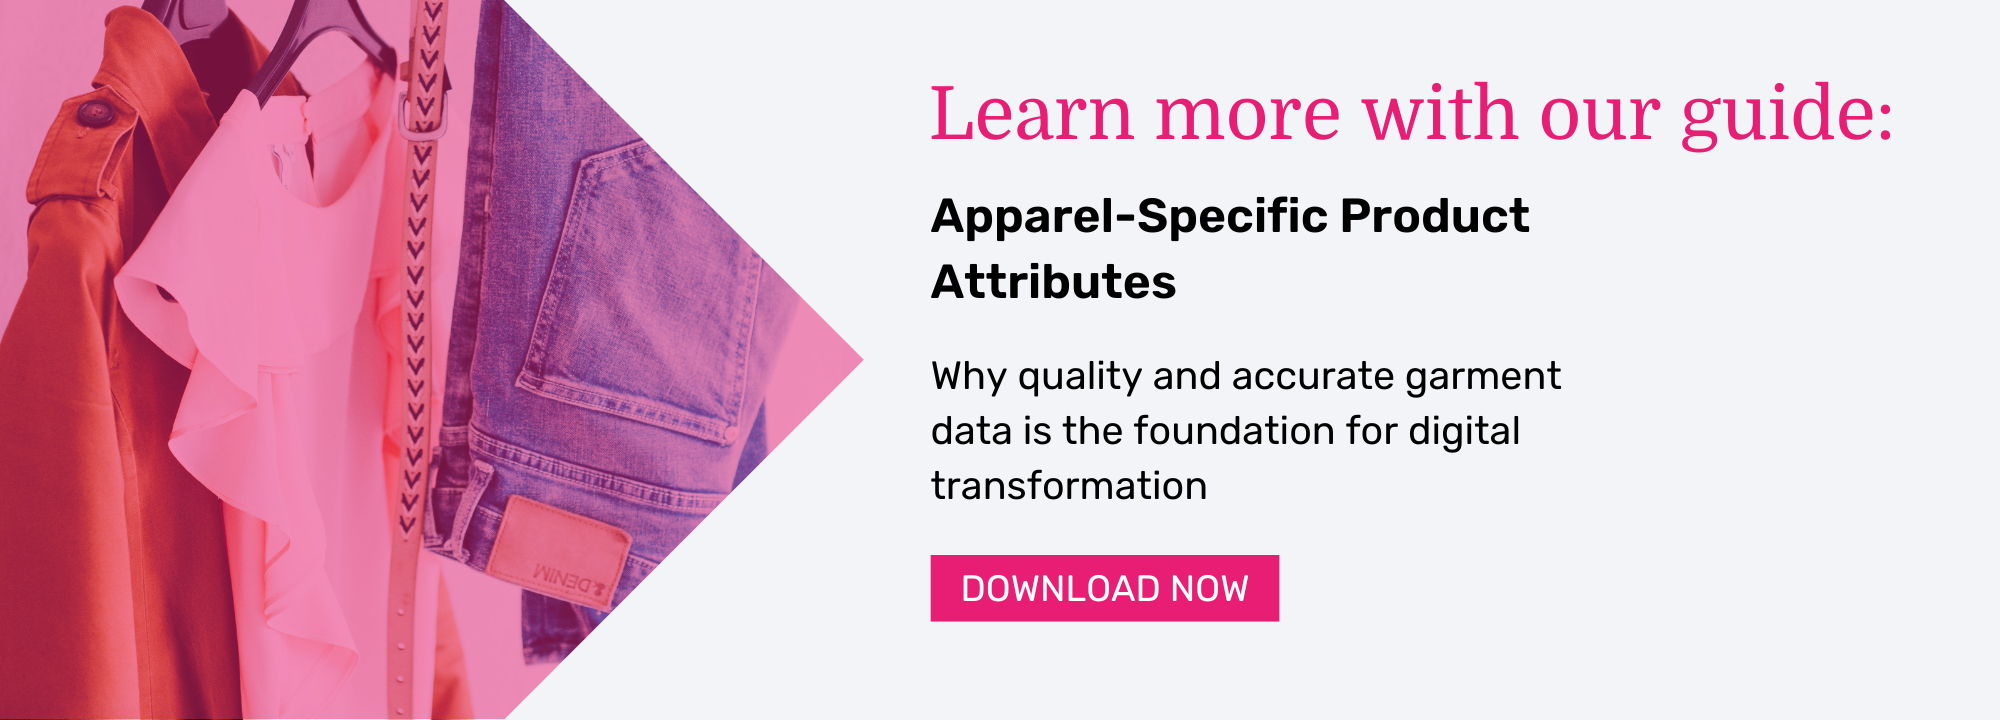 Learn more with our guide:
Apparel-Specific Product
Attributes
Why quality and accurate garment
data is the foundation for digital
transformation
DOWNLOAD NOW
DENIM